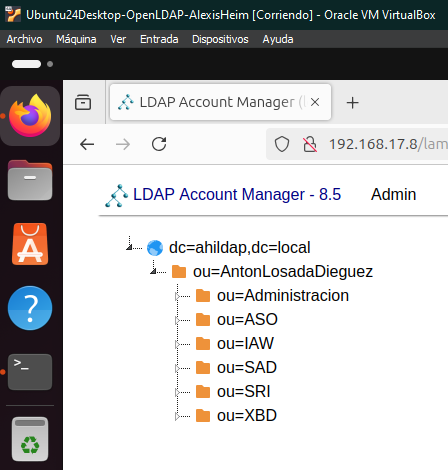 Ubuntu24Desktop-OpenLDAP-AlexisHeim [Corriendo] - Oracle VM VirtualBox
Archivo Máquina Ver Entrada Dispositivos Ayuda
LDAP Account Manager (
192.168.17.8/lam
LDAP Account Manager - 8.5 Admin
dc=ahildap,dc=local
ou=AntonLosadaDieguez
ou=Administracion
ou=ASO
ou=IAW
ou=SAD
ou=SRI
ou=XBD